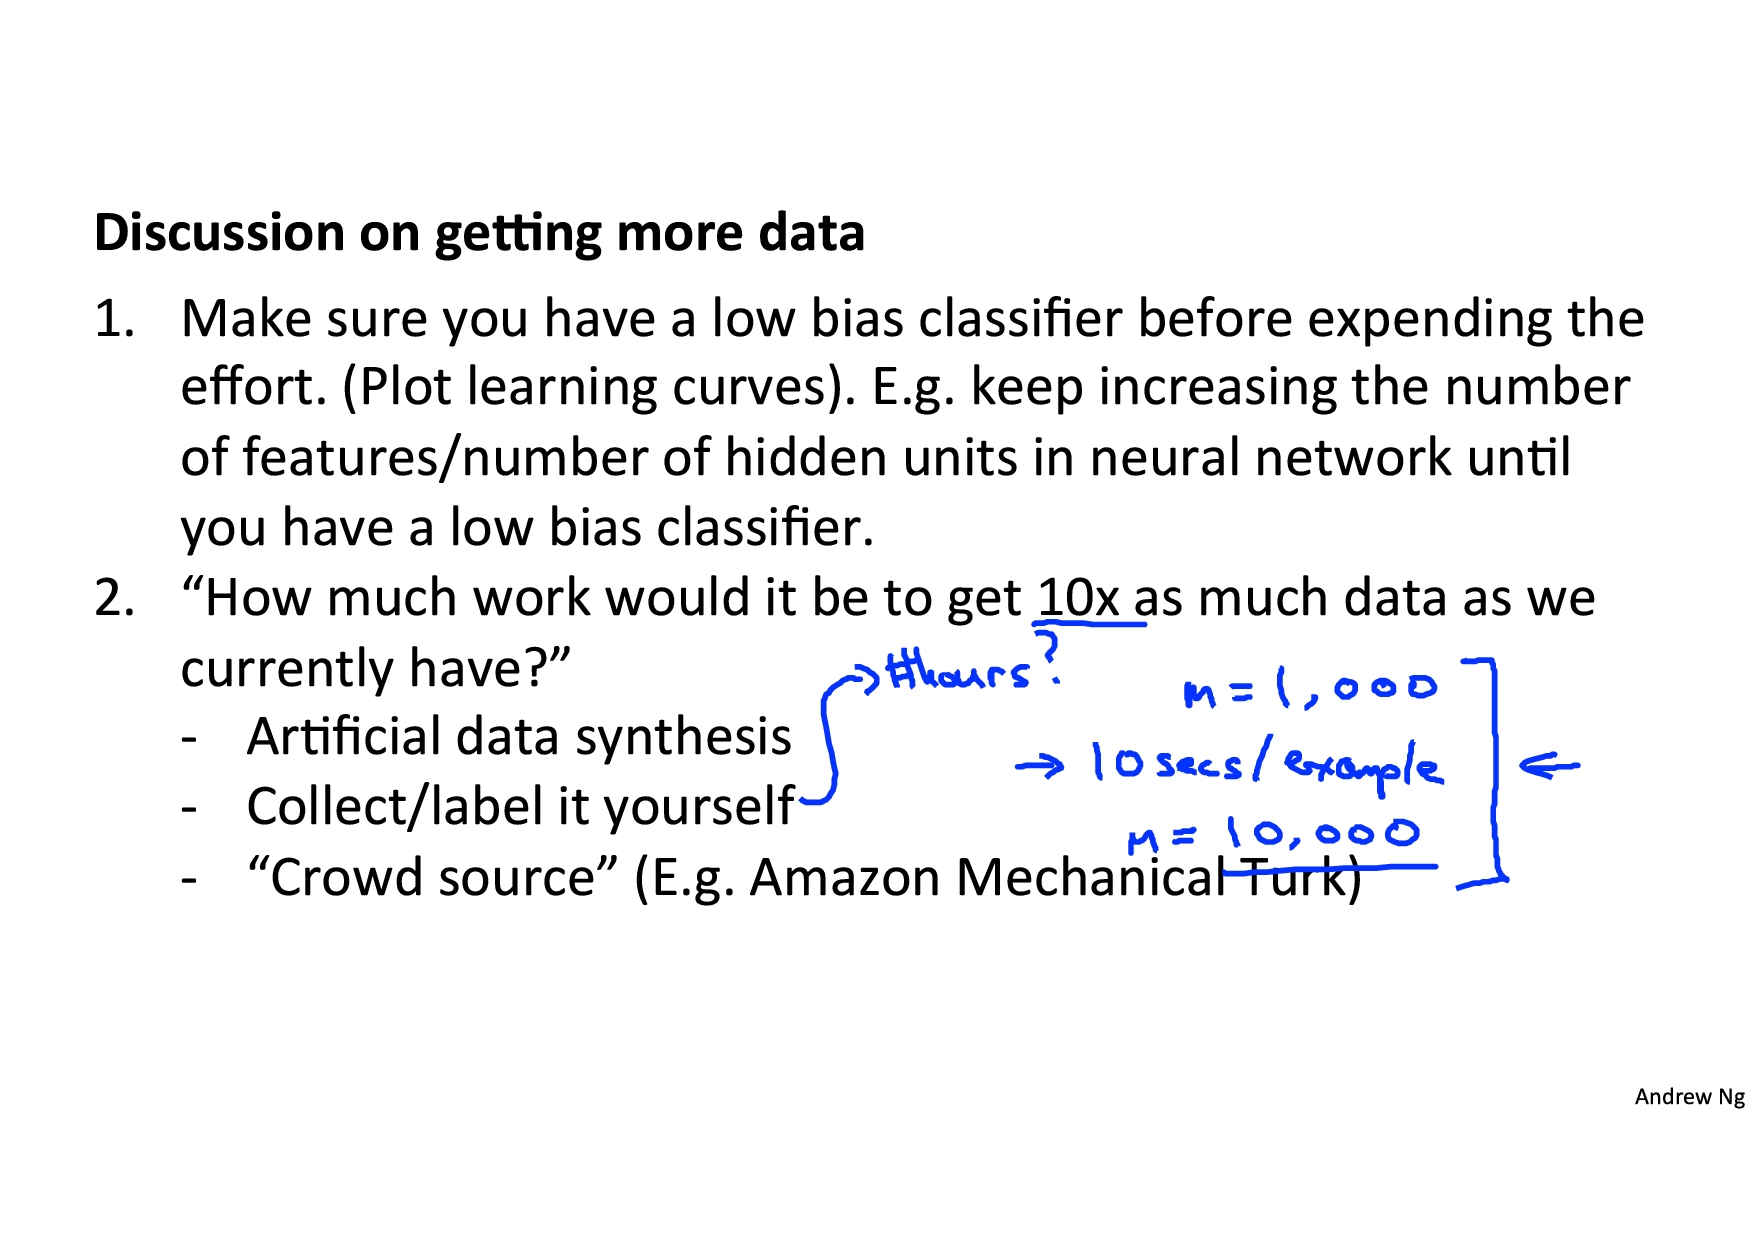 Discussion on getting more data
1. Make sure you have a low bias classifier before expending the
effort. (Plot learning curves). E.g. keep increasing the number
of features/number of hidden units in neural network until
you have a low bias classifier.
2. “How much work would it be to get 10x as much data as we
currently have?”
→ #hours?
m = 1,000
- Artificial data synthesis
→ 10 secs/example
- Collect/label it yourself
m = 10,000
- “Crowd source” (E.g. Amazon Mechanical Turk)
Andrew Ng